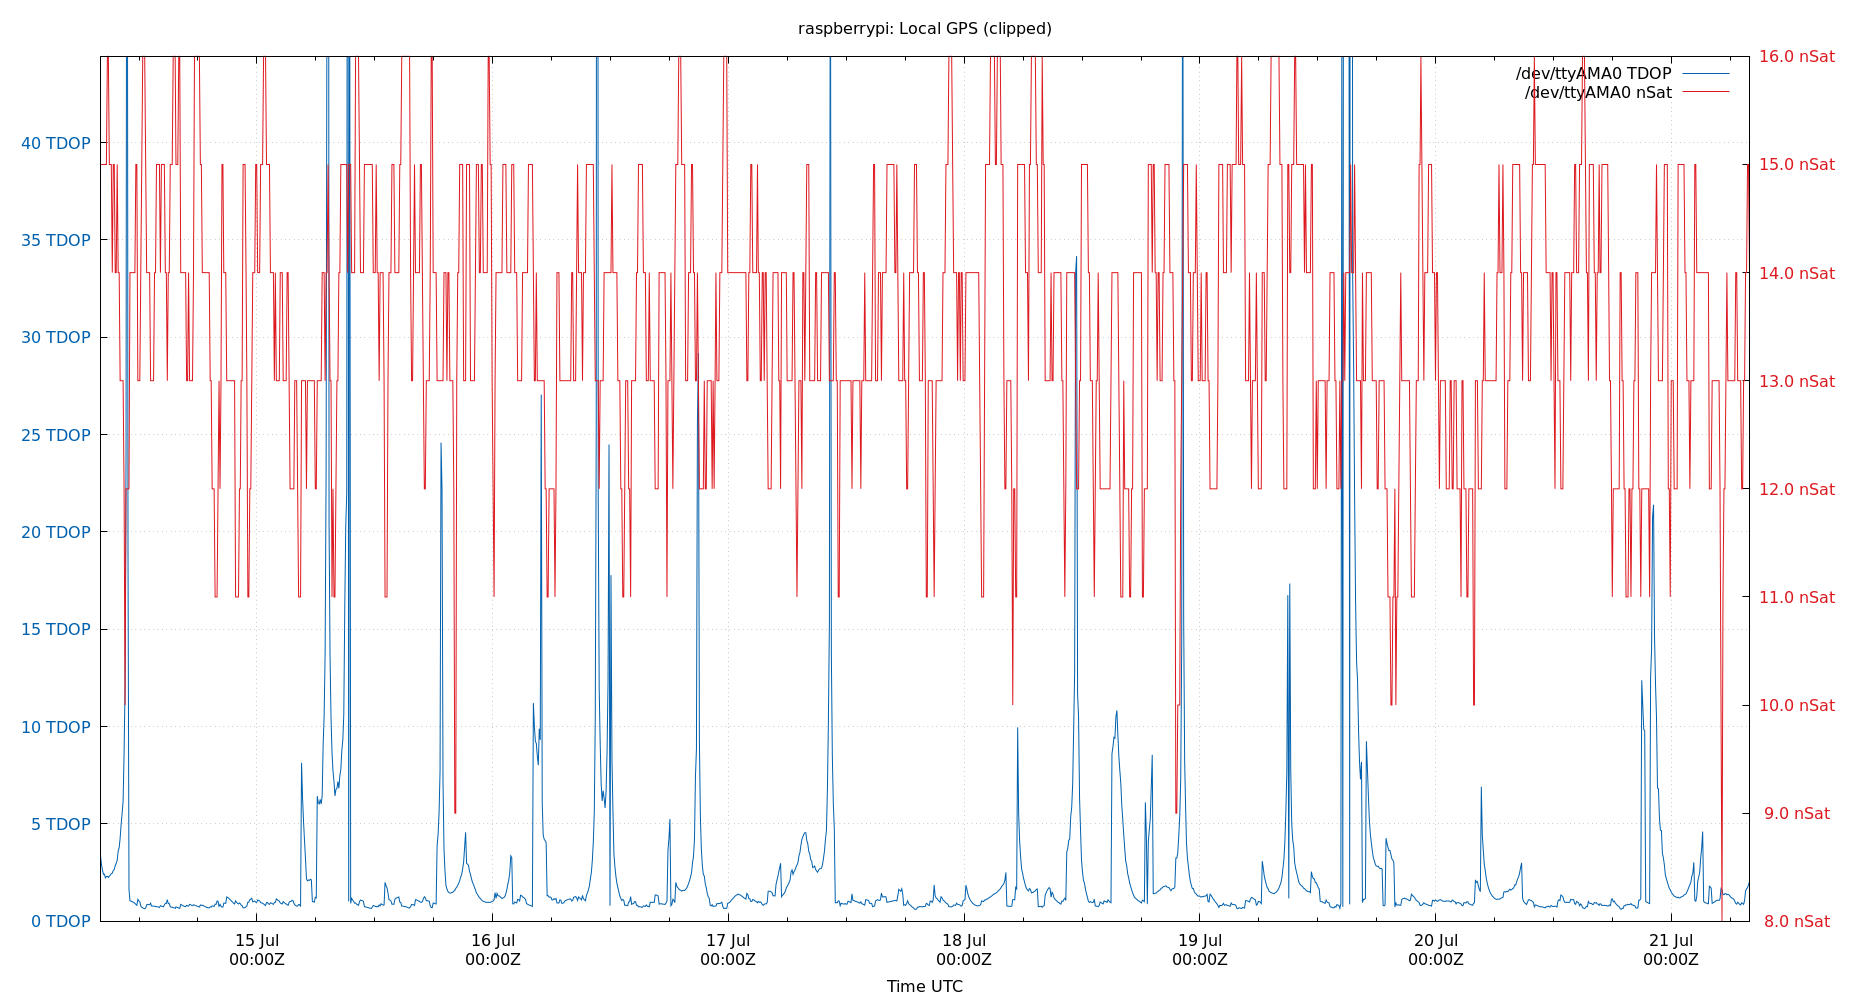 raspberrypi: Local GPS (clipped)
16.0 nSat
/dev/ttyAMA0 TDOP
/dev/ttyAMA0 nSat
40 TDOP
15.0 nSat
35 TDOP
14.0 nSat
30 TDOP
13.0 nSat
25 TDOP
12.0 nSat
20 TDOP
11.0 nSat
15 TDOP
10.0 nSat
10 TDOP
9.0 nSat
5 TDOP
8.0 nSat
0 TDOP
15 Jul 16 Jul 17 Jul 18 Jul 19 Jul 20 Jul 21 Jul
00:00Z 00:00Z 00:00Z 00:00Z 00:00Z 00:00Z 00:00Z
Time UTC